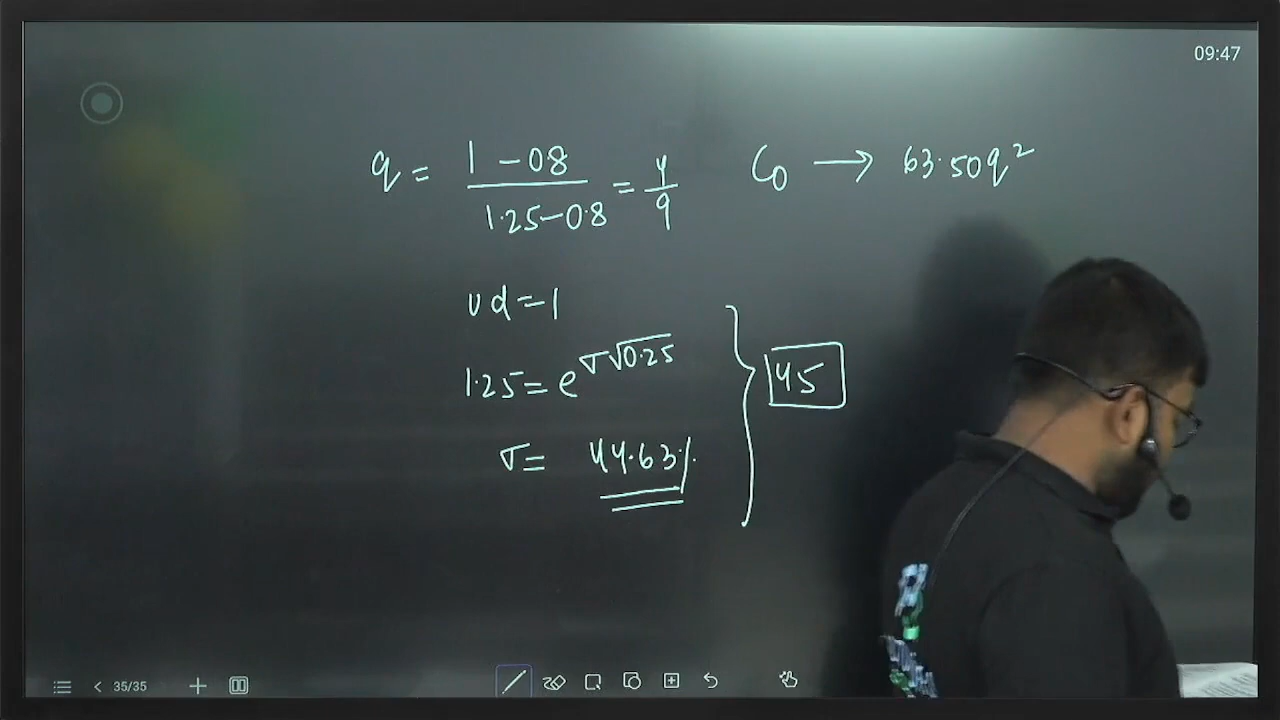 09:47
q = 1 - 08 / 1.25-0.8 = 4/9
C0 → 63.50q²
ud=1
1.25 = e^σ√0.25
45
σ = 44.63%
35/35